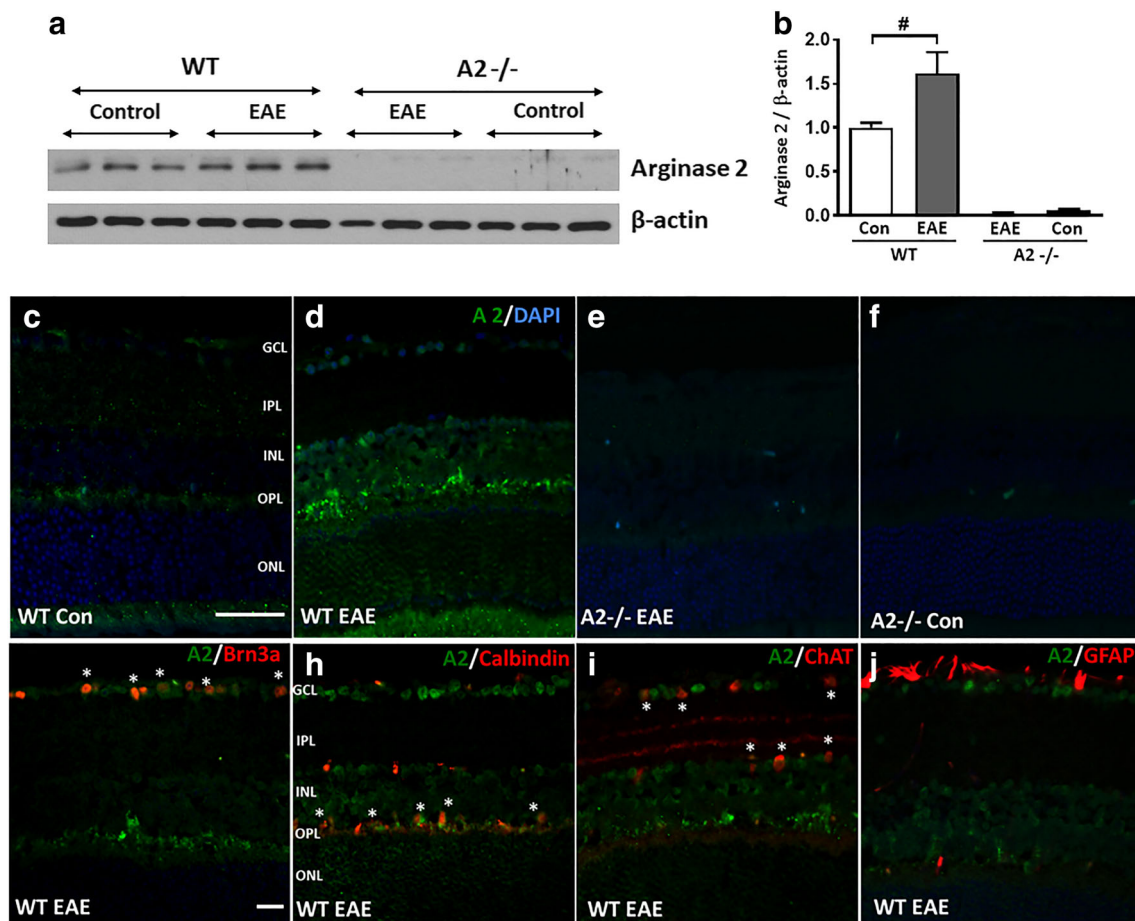 a
WT
A2 -/-
Control
EAE
EAE
Control
Arginase 2
β-actin
b
#
Arginase 2 / β-actin
2.0
1.5
1.0
0.5
0.0
Con
EAE
EAE
Con
WT
A2 -/-
c
GCL
IPL
INL
OPL
ONL
WT Con
d
A 2/DAPI
WT EAE
e
A2-/- EAE
f
A2-/- Con
A2/Brn3a
* * * * *
WT EAE
h
A2/Calbindin
GCL
IPL
INL
* * * * *
OPL
ONL
WT EAE
i
A2/ChAT
* * *
* * *
WT EAE
j
A2/GFAP
WT EAE